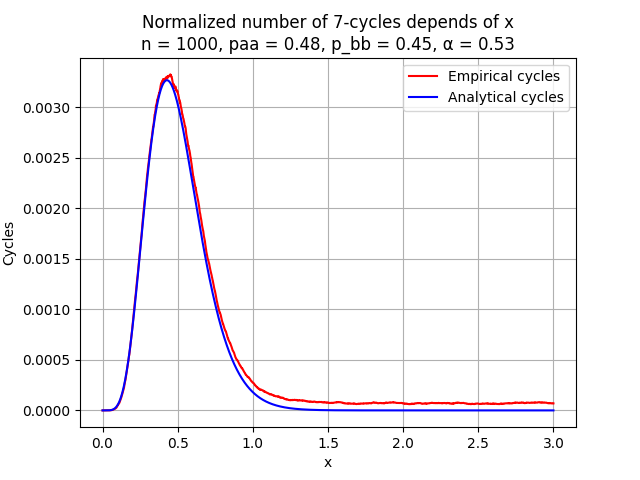 Normalized number of 7-cycles depends of x
n = 1000, paa = 0.48, p_bb = 0.45, α = 0.53
Empirical cycles
Analytical cycles
Cycles
0.0030
0.0025
0.0020
0.0015
0.0010
0.0005
0.0000
0.0 0.5 1.0 1.5 2.0 2.5 3.0
x